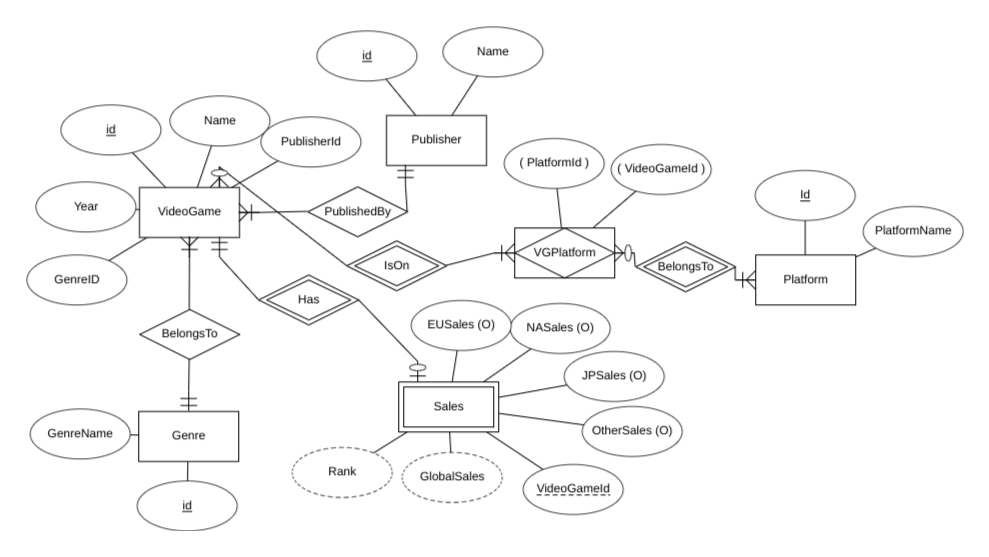 id
Name
id
Name
PublisherId
Publisher
( PlatformId )
( VideoGameId )
Id
PlatformName
Year
VideoGame
PublishedBy
GenreID
IsOn
VGPlatform
BelongsTo
Platform
Has
BelongsTo
EUSales (O)
NASales (O)
JPSales (O)
Sales
OtherSales (O)
GenreName
Genre
Rank
GlobalSales
VideoGameId
id